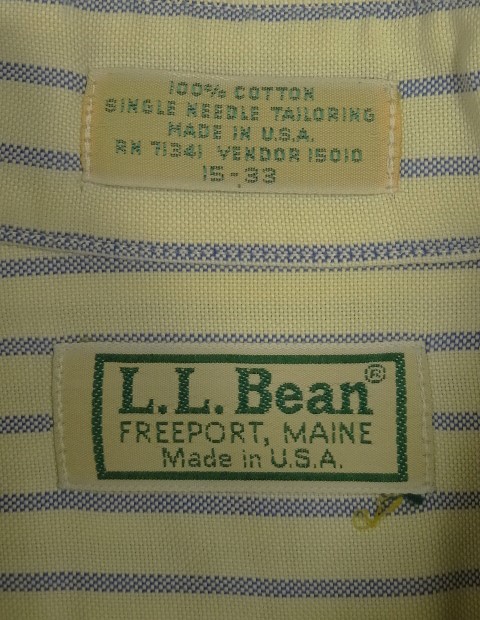 100% COTTON
SINGLE NEEDLE TAILORING
MADE IN U.S.A.
RN 71341 VENDOR 15010
15-33
L.L.Bean®
FREEPORT, MAINE
Made in U.S.A.